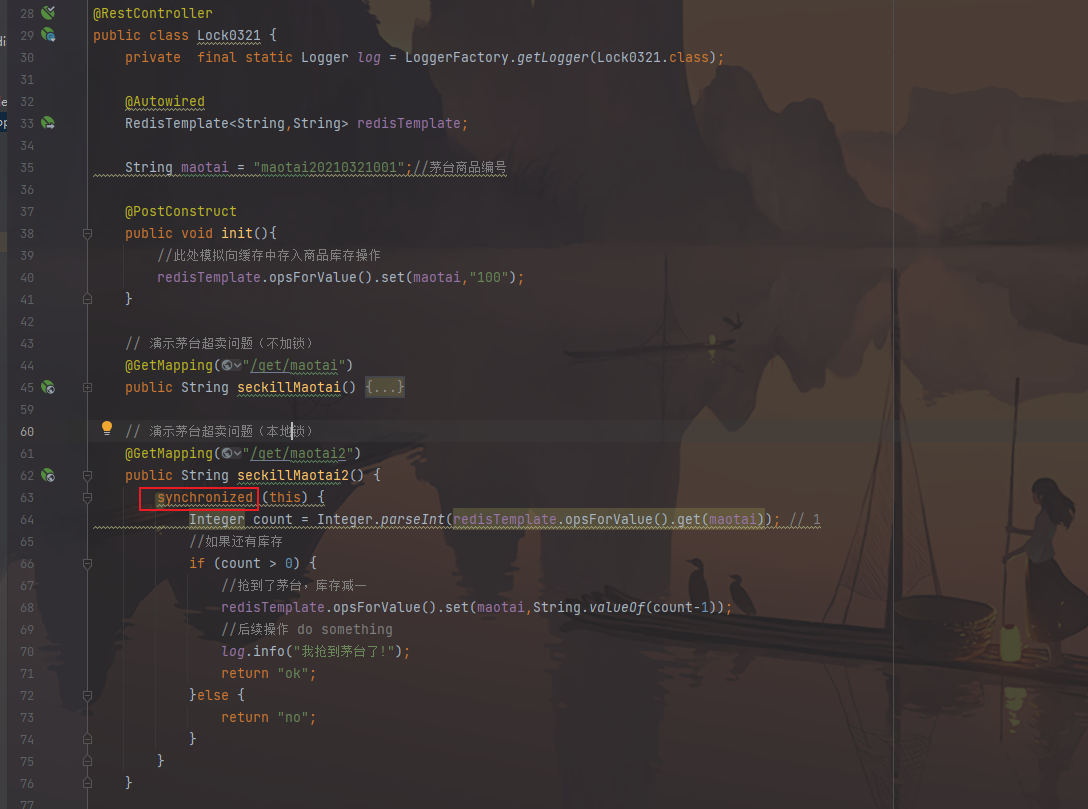 28 @RestController
29 public class Lock0321 {
30 private  final static Logger log = LoggerFactory.getLogger(Lock0321.class);
31
32 @Autowired
33 RedisTemplate<String,String> redisTemplate;
34
35 String maotai = "maotai20210321001";//茅台商品编号
36
37 @PostConstruct
38 public void init(){
39 //此处模拟向缓存中存入商品库存操作
40 redisTemplate.opsForValue().set(maotai,"100");
41 }
42
43 // 演示茅台超卖问题（不加锁）
44 @GetMapping("/get/maotai")
45 public String seckillMaotai() {...}
59
60 // 演示茅台超卖问题（本地锁）
61 @GetMapping("/get/maotai2")
62 public String seckillMaotai2() {
63 synchronized (this) {
64 Integer count = Integer.parseInt(redisTemplate.opsForValue().get(maotai)); // 1
65 //如果还有库存
66 if (count > 0) {
67 //抢到了茅台，库存减一
68 redisTemplate.opsForValue().set(maotai,String.valueOf(count-1));
69 //后续操作 do something
70 log.info("我抢到茅台了!");
71 return "ok";
72 }else {
73 return "no";
74 }
75 }
76 }
77